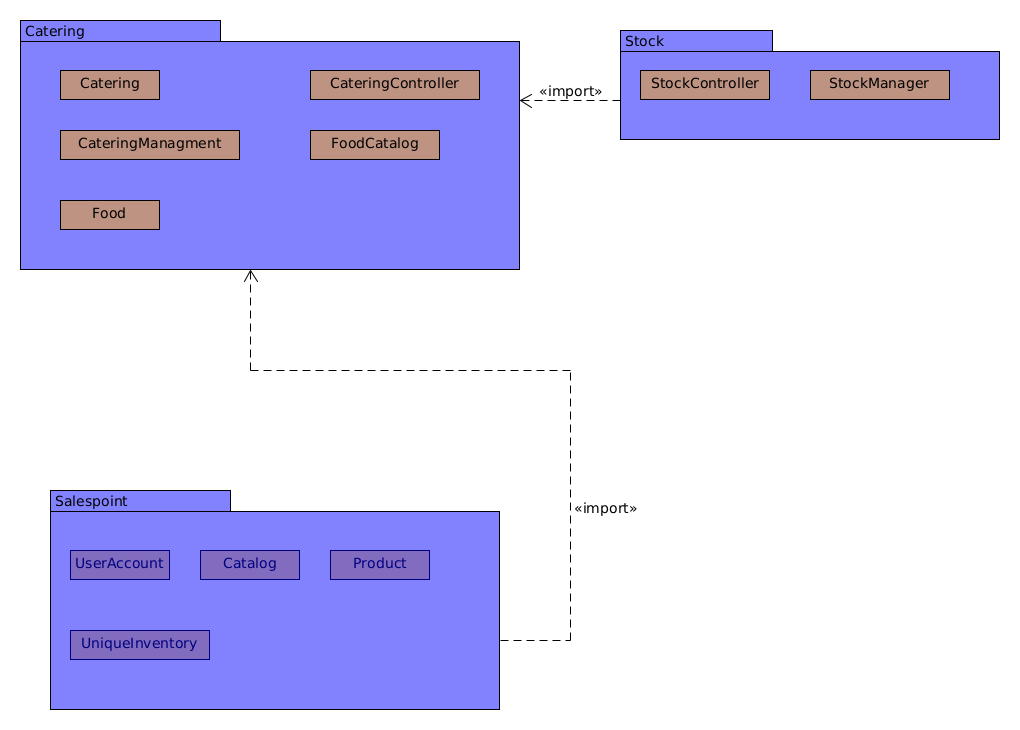 Catering
Catering
CateringController
CateringManagment
FoodCatalog
Food
«import»
Stock
StockController
StockManager
Salespoint
UserAccount
Catalog
Product
UniqueInventory
«import»